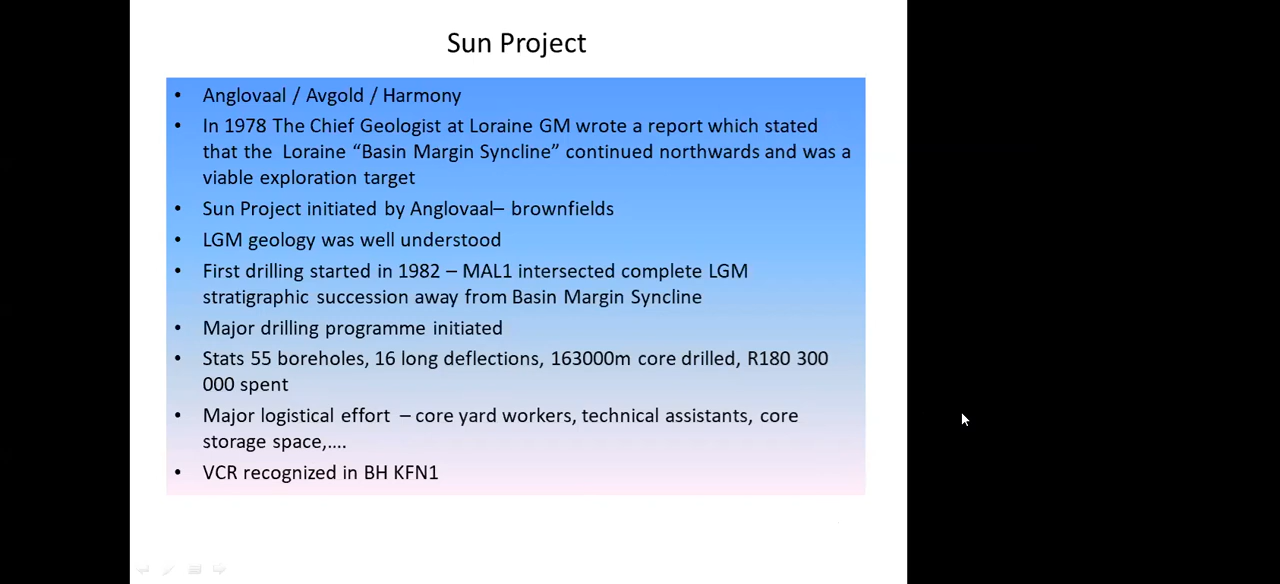 Sun Project
• Anglovaal / Avgold / Harmony
• In 1978 The Chief Geologist at Loraine GM wrote a report which stated
that the Loraine “Basin Margin Syncline” continued northwards and was a
viable exploration target
• Sun Project initiated by Anglovaal– brownfields
• LGM geology was well understood
• First drilling started in 1982 – MAL1 intersected complete LGM
stratigraphic succession away from Basin Margin Syncline
• Major drilling programme initiated
• Stats 55 boreholes, 16 long deflections, 163000m core drilled, R180 300
000 spent
• Major logistical effort – core yard workers, technical assistants, core
storage space,....
• VCR recognized in BH KFN1